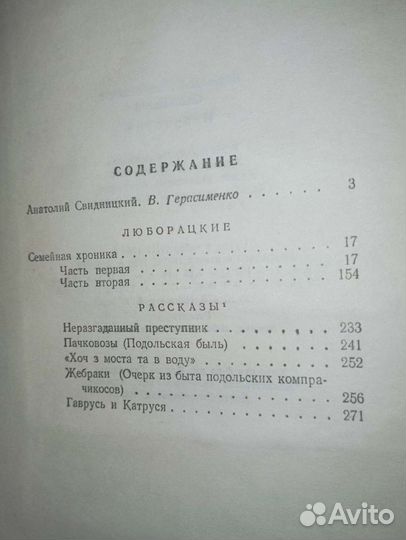 СОДЕРЖАНИЕ
Анатолий Свидницкий. В. Герасименко . . . . . . 3
ЛЮБОРАЦКИЕ
Семейная хроника . . . . . . . . . . . 17
Часть первая . . . . . . . . . . . 17
Часть вторая . . . . . . . . . . . 154
РАССКАЗЫ¹
Неразгаданный преступник . . . . . . . 233
Пачковозы (Подольская быль) . . . . . . 241
«Хоч з моста та в воду» . . . . . . . . 252
Жебраки (Очерк из быта подольских компра-
чикосов) . . . . . . . . . . . 256
Гаврусь и Катруся . . . . . . . . . . 271
Avito